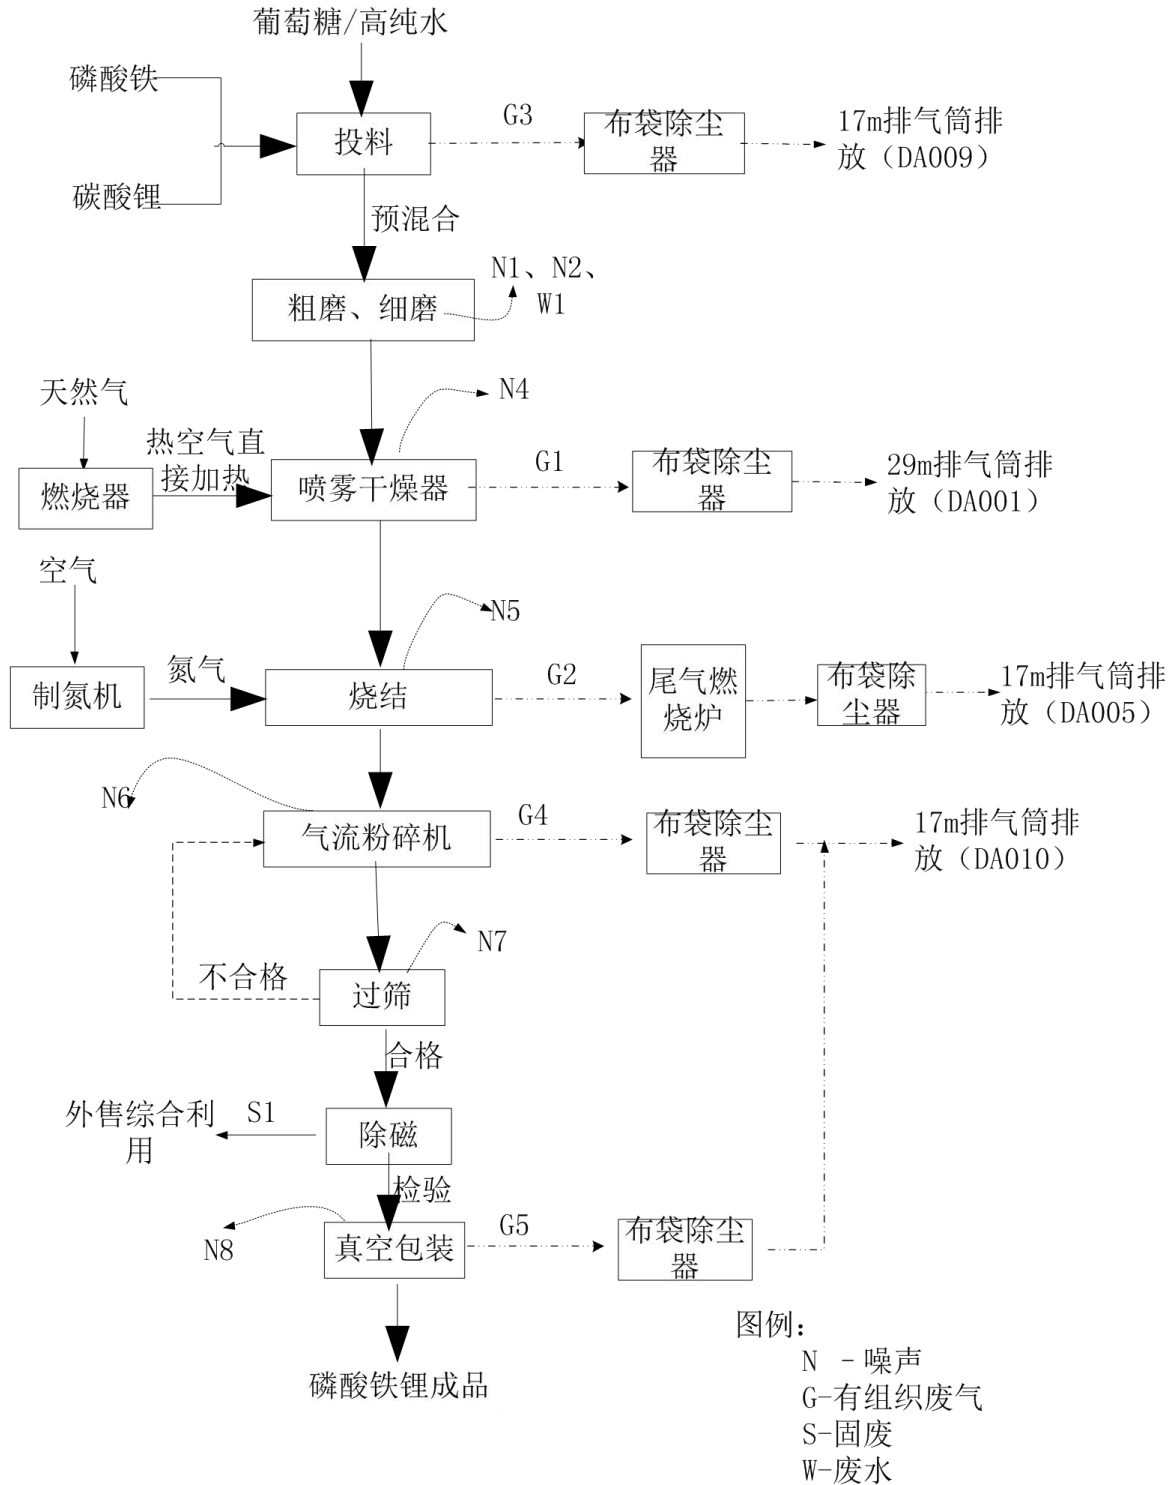 葡萄糖/高纯水
磷酸铁
碳酸锂
投料
G3
布袋除尘
器
17m排气筒排
放（DA009）
预混合
粗磨、细磨
N1、N2、
W1
天然气
热空气直
接加热
燃烧器
N4
喷雾干燥器
G1
布袋除尘
器
29m排气筒排
放（DA001）
空气
制氮机
氮气
N5
烧结
G2
尾气燃
烧炉
布袋除
尘器
17m排气筒排
放（DA005）
N6
气流粉碎机
G4
布袋除尘
器
17m排气筒排
放（DA010）
N7
不合格
过筛
合格
外售综合利
用
S1
除磁
检验
N8
真空包装
G5
布袋除尘
器
磷酸铁锂成品
图例：
N -噪声
G-有组织废气
S-固废
W-废水